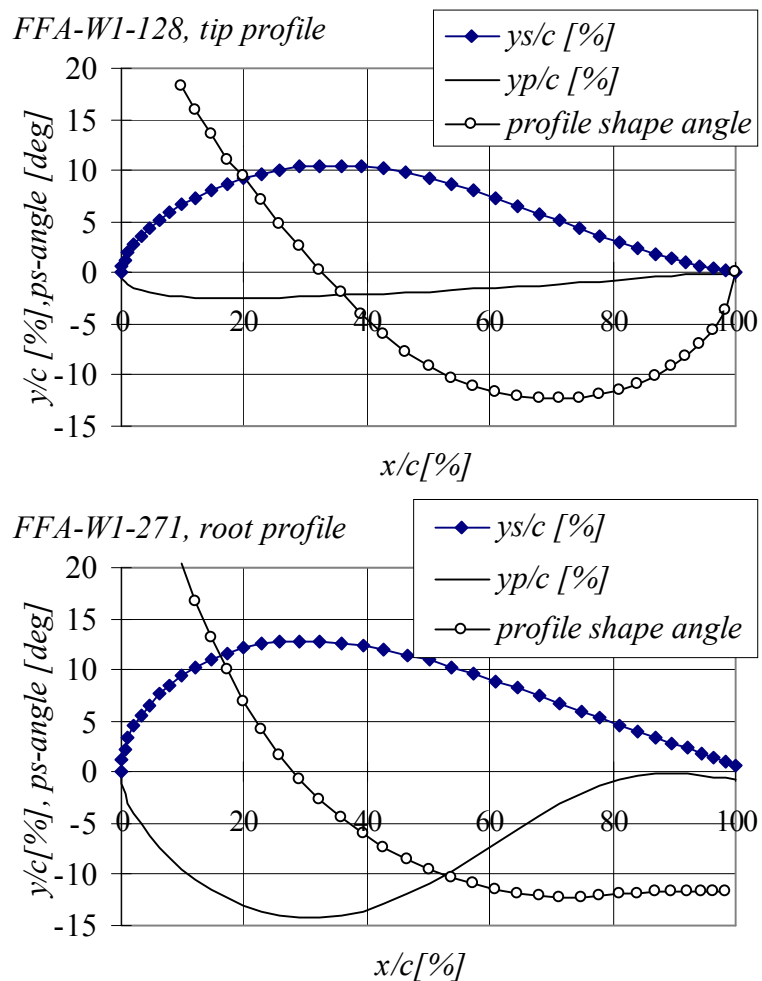 FFA-W1-128, tip profile
ys/c [%]
yp/c [%]
profile shape angle
y/c [%],ps-angle [deg]
20
15
10
5
0
-5
-10
-15
0 20 40 60 80 100
x/c[%]
FFA-W1-271, root profile
ys/c [%]
yp/c [%]
profile shape angle
y/c[%], ps-angle [deg]
20
15
10
5
0
-5
-10
-15
0 20 40 60 80 100
x/c[%]